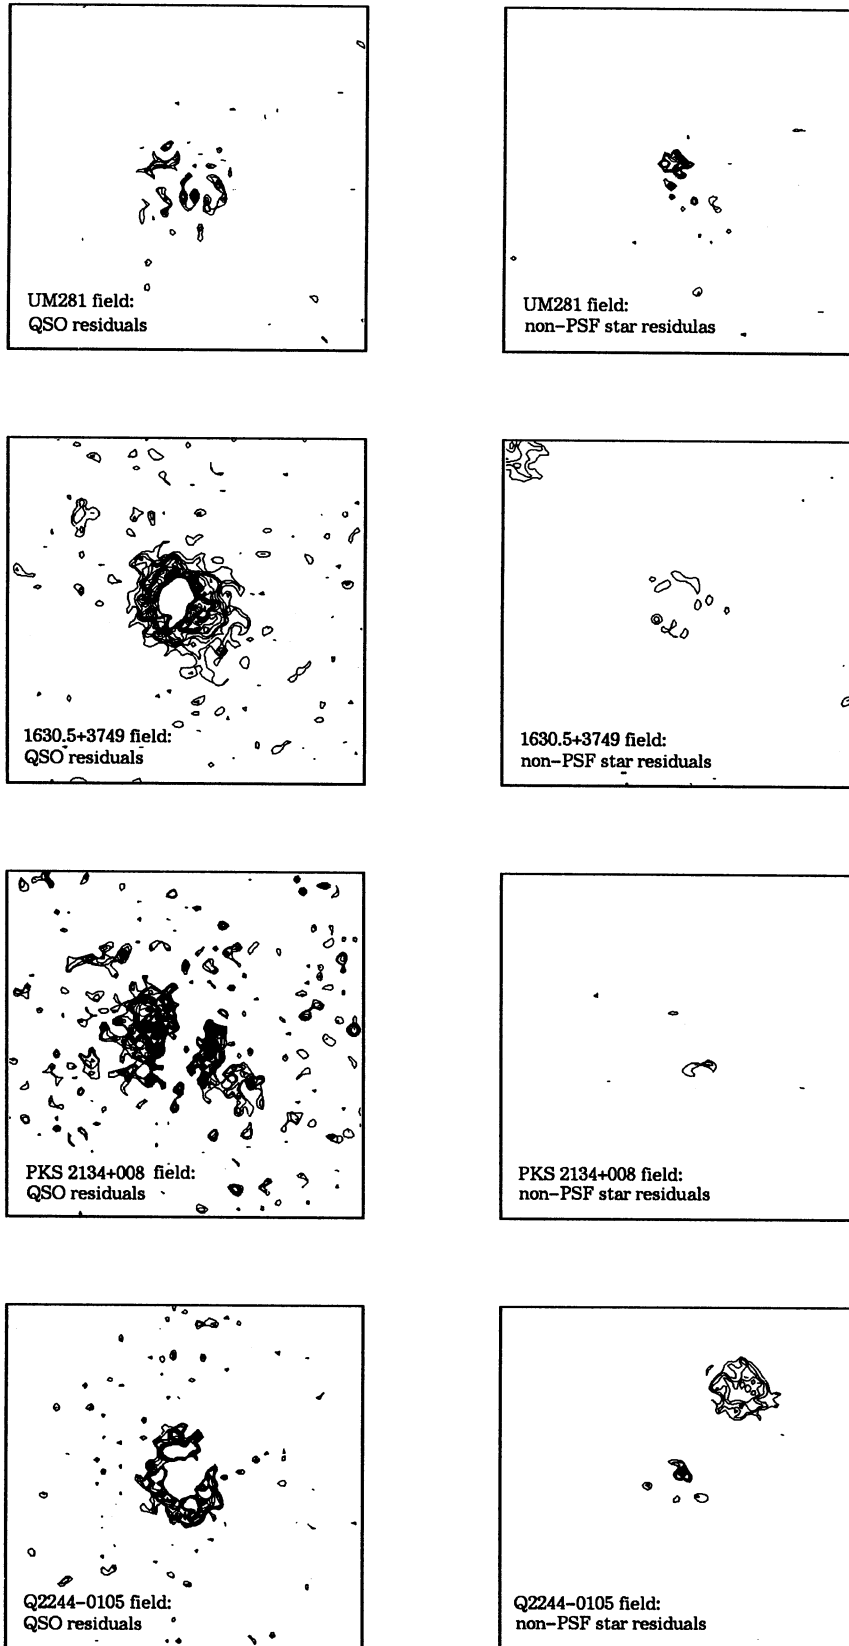 UM281 field:
QSO residuals
UM281 field:
non-PSF star residulas
1630.5+3749 field:
QSO residuals
1630.5+3749 field:
non-PSF star residuals
PKS 2134+008 field:
QSO residuals
PKS 2134+008 field:
non-PSF star residuals
Q2244-0105 field:
QSO residuals
Q2244-0105 field:
non-PSF star residuals